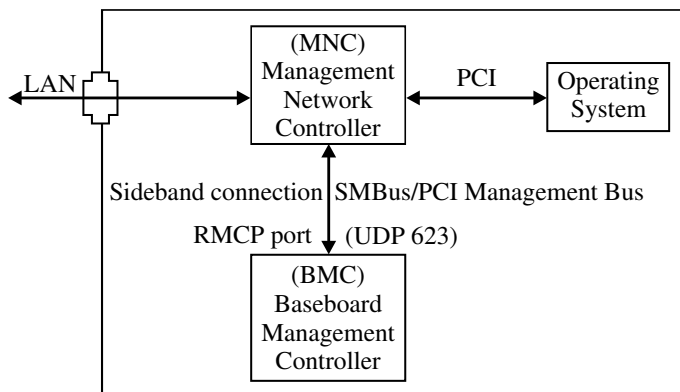 LAN
(MNC)
Management
Network
Controller
PCI
Operating
System
Sideband connection
SMBus/PCI Management Bus
RMCP port
(UDP 623)
(BMC)
Baseboard
Management
Controller